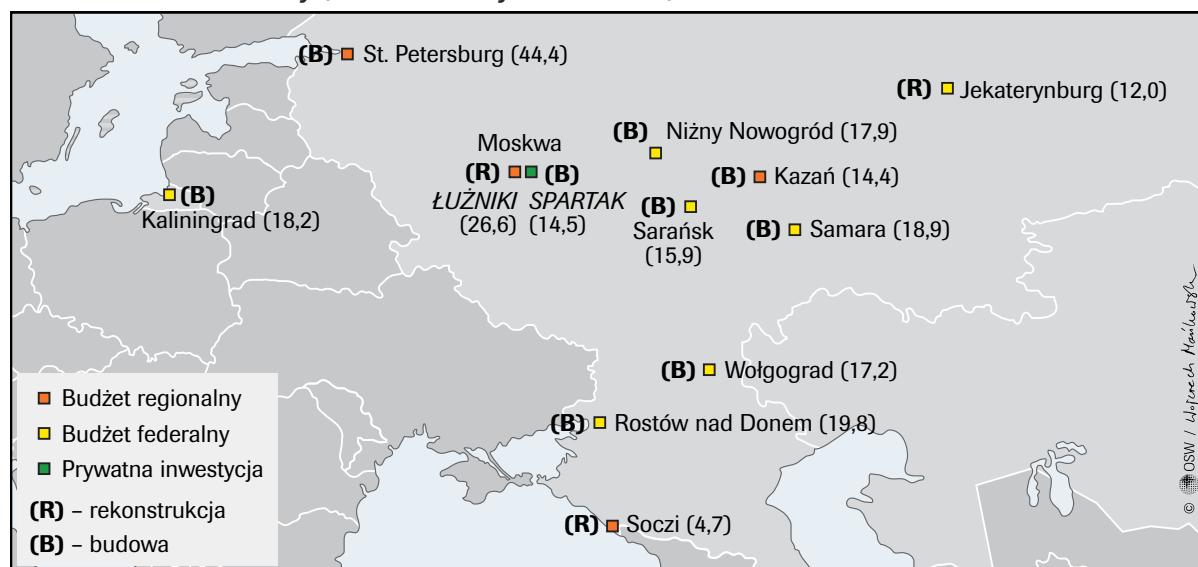 (B) St. Petersburg (44,4)
(R) Jekaterynburg (12,0)
(B) Niżny Nowogród (17,9)
Moskwa
(R) (B)
ŁUŻNIKI SPARTAK
(26,6) (14,5)
(B) Kazań (14,4)
(B)
Kaliningrad (18,2)
(B)
Sarańsk
(15,9)
(B) Samara (18,9)
(B) Wołgograd (17,2)
(B) Rostów nad Donem (19,8)
(R) Soczi (4,7)
Budżet regionalny
Budżet federalny
Prywatna inwestycja
(R) – rekonstrukcja
(B) – budowa
© OSW / Wojciech Mańkowski